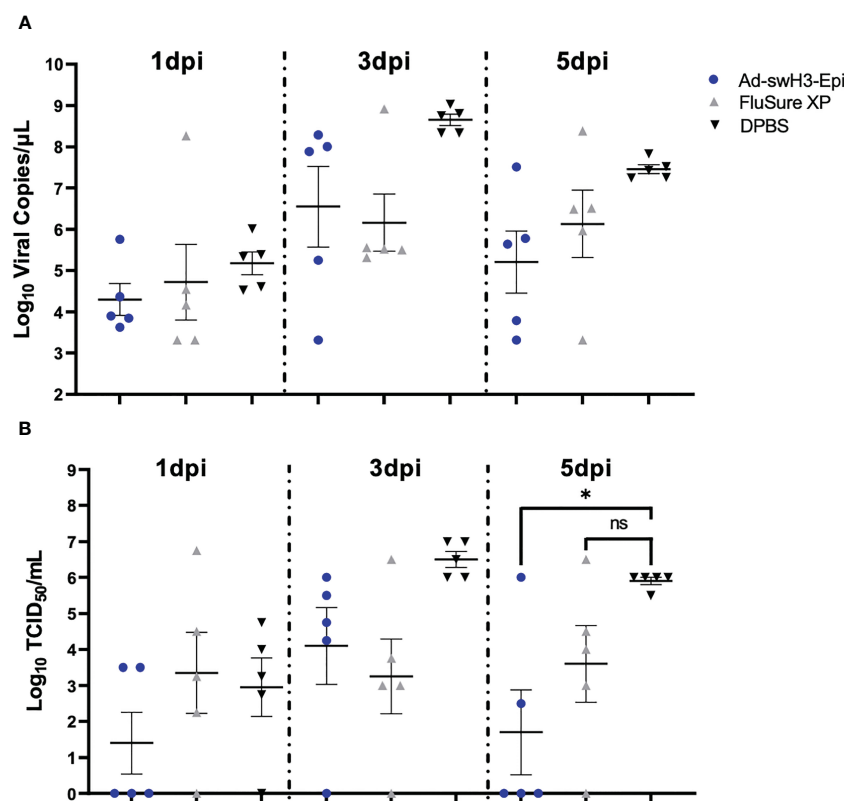 A
1dpi 3dpi 5dpi
Ad-swH3-Epi
FluSure XP
DPBS
Log10 Viral Copies/µL
10
9
8
7
6
5
4
3
2
B
1dpi 3dpi 5dpi
*
ns
Log10 TCID50/mL
9
8
7
6
5
4
3
2
1
0